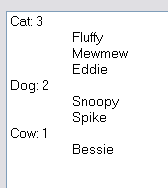 Cat: 3
Fluffy
Mewmew
Eddie
Dog: 2
Snoopy
Spike
Cow: 1
Bessie